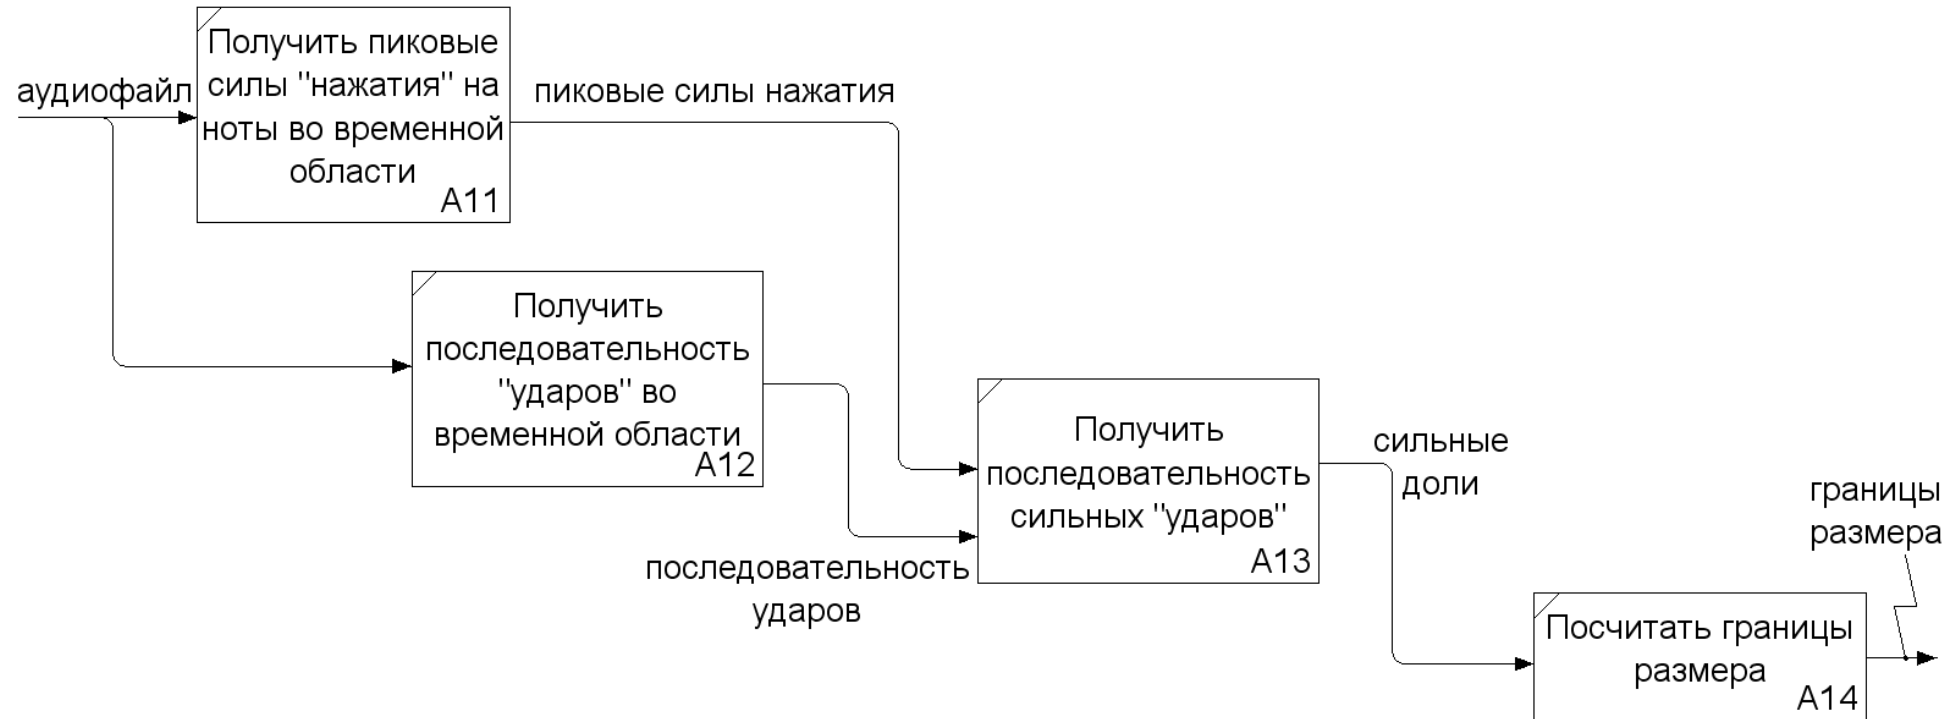 аудиофайл
Получить пиковые
силы "нажатия" на
ноты во временной
области
A11
пиковые силы нажатия
Получить
последовательность
"ударов" во
временной области
A12
последовательность
ударов
Получить
последовательность
сильных "ударов"
A13
сильные
доли
Посчитать границы
размера
A14
границы
размера